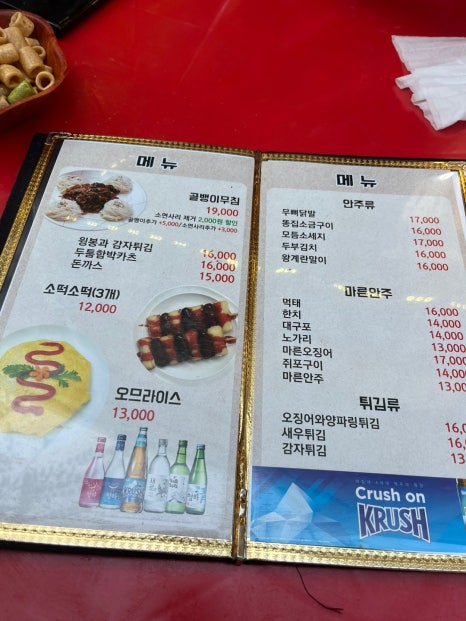 메 뉴
골뱅이무침
19,000
소면사리 제거 2,000원 할인
골뱅이추가 +5,000/소면사리추가 +3,000
윙봉과 감자튀김 16,000
두툼함박카츠 16,000
돈까스 15,000
소떡소떡(3개)
12,000
오므라이스
13,000
메 뉴
안주류
무뼈닭발 17,000
똥집소금구이 16,000
모듬소세지 16,000
두부김치 16,000
왕계란말이 16,000
마른안주
먹태 16,000
한치 14,000
대구포 14,000
노가리 13,000
마른오징어 17,000
쥐포구이 14,000
마른안주 13,000
튀김류
오징어와양파링튀김
새우튀김
감자튀김
Crush on
KRUSH